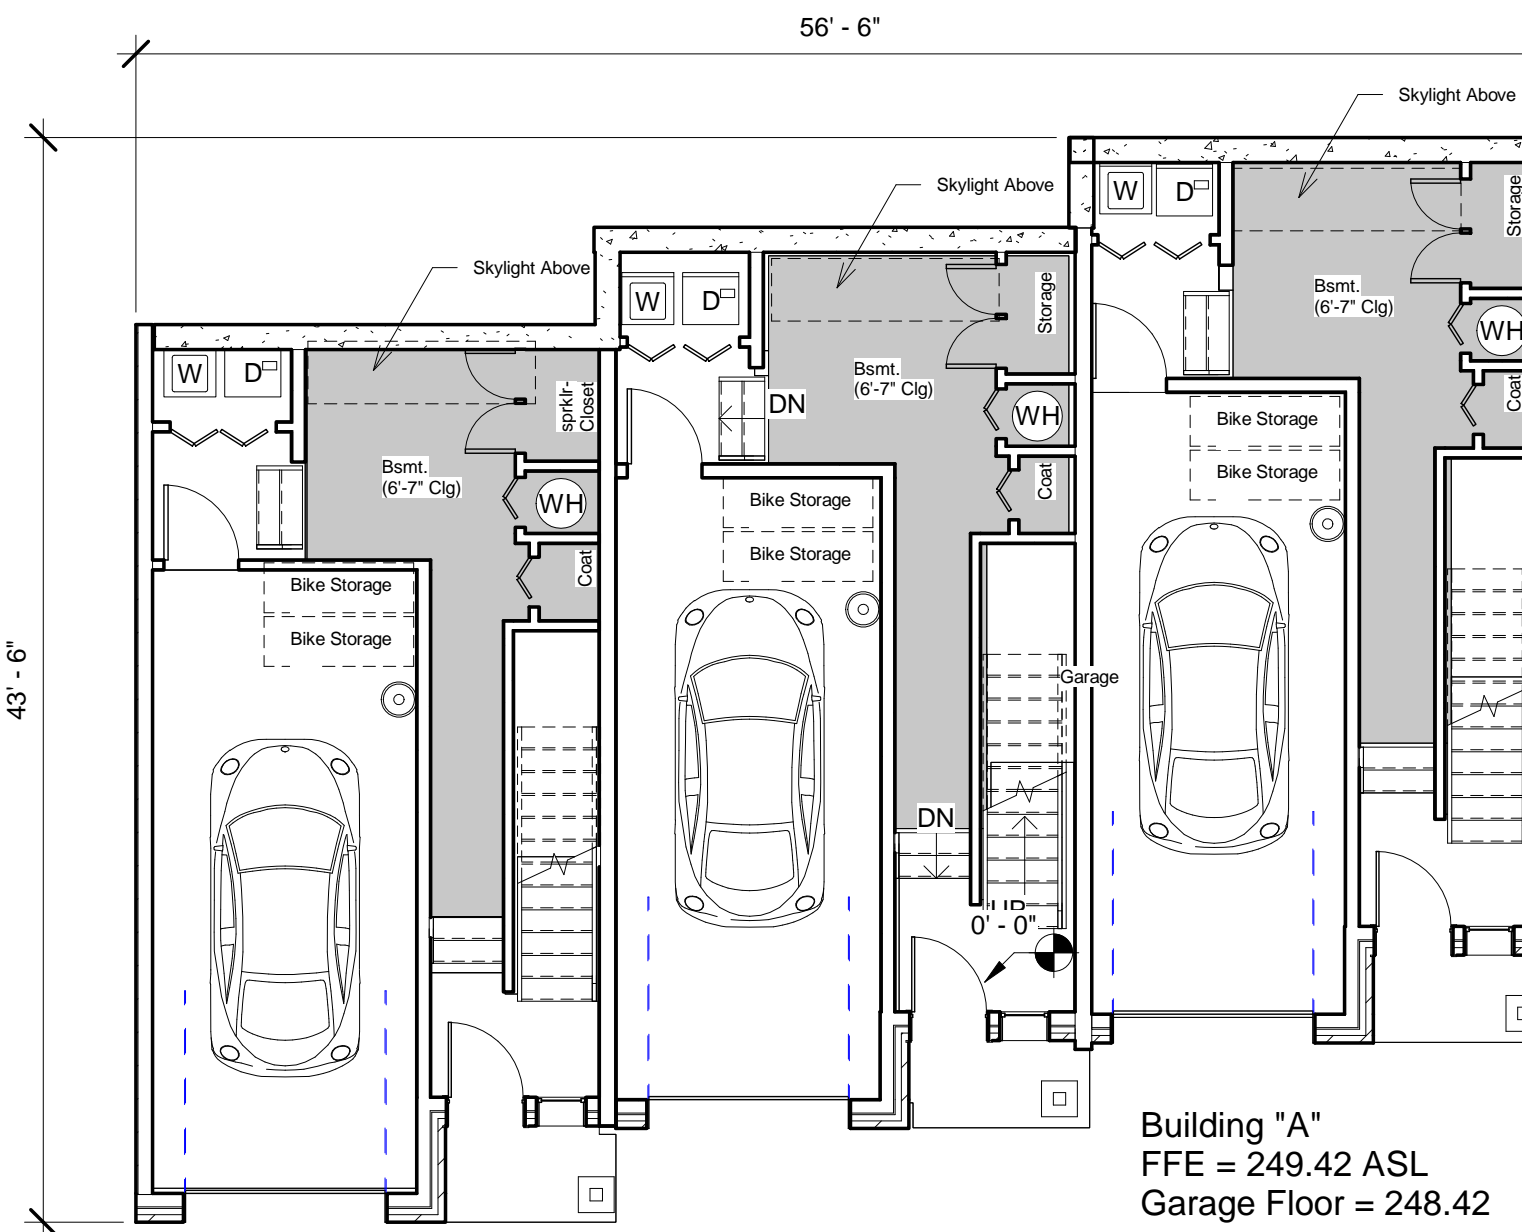 56' - 6"
Skylight Above
Skylight Above
Skylight Above
43' - 6"
W
D
Storage
Bsmt.
(6'-7" Clg)
WH
Coat
Bike Storage
Bike Storage
W
D
Storage
Bsmt.
(6'-7" Clg)
DN
WH
Coat
Bike Storage
Bike Storage
W
D
sprklr-
Closet
Bsmt.
(6'-7" Clg)
WH
Coat
Bike Storage
Bike Storage
Garage
DN
UP
0' - 0"
Building "A"
FFE = 249.42 ASL
Garage Floor = 248.42